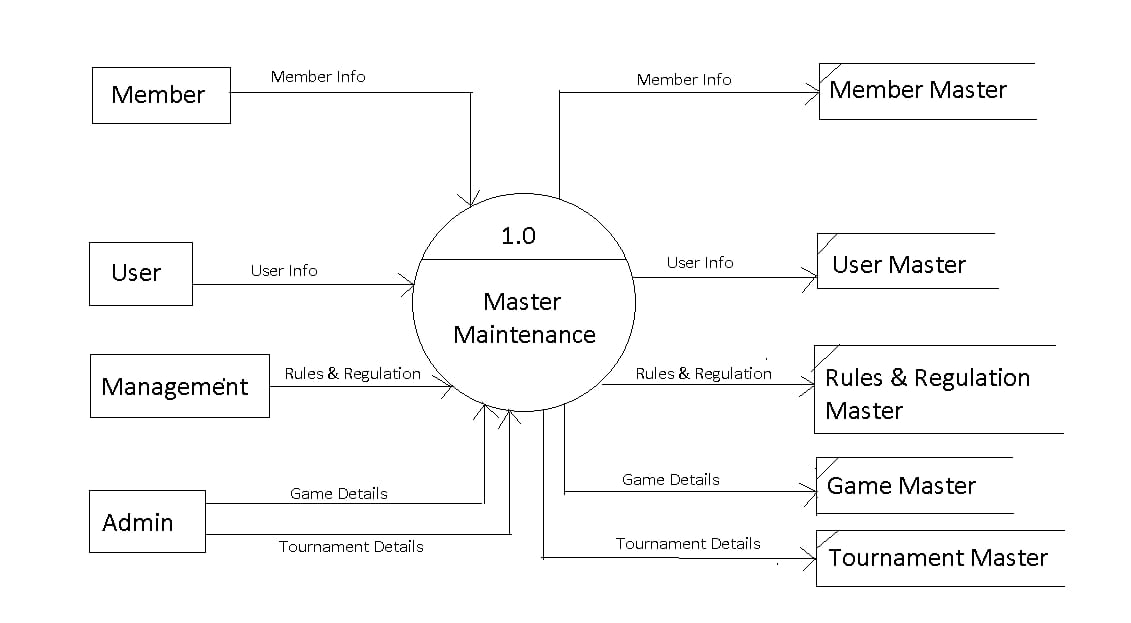 Member Info
Member
Member Info
Member Master
1.0
User
User Info
User Info
User Master
Master
Maintenance
Management
Rules & Regulation
Rules & Regulation
Rules & Regulation
Master
Game Details
Game Details
Game Master
Admin
Tournament Details
Tournament Details
Tournament Master